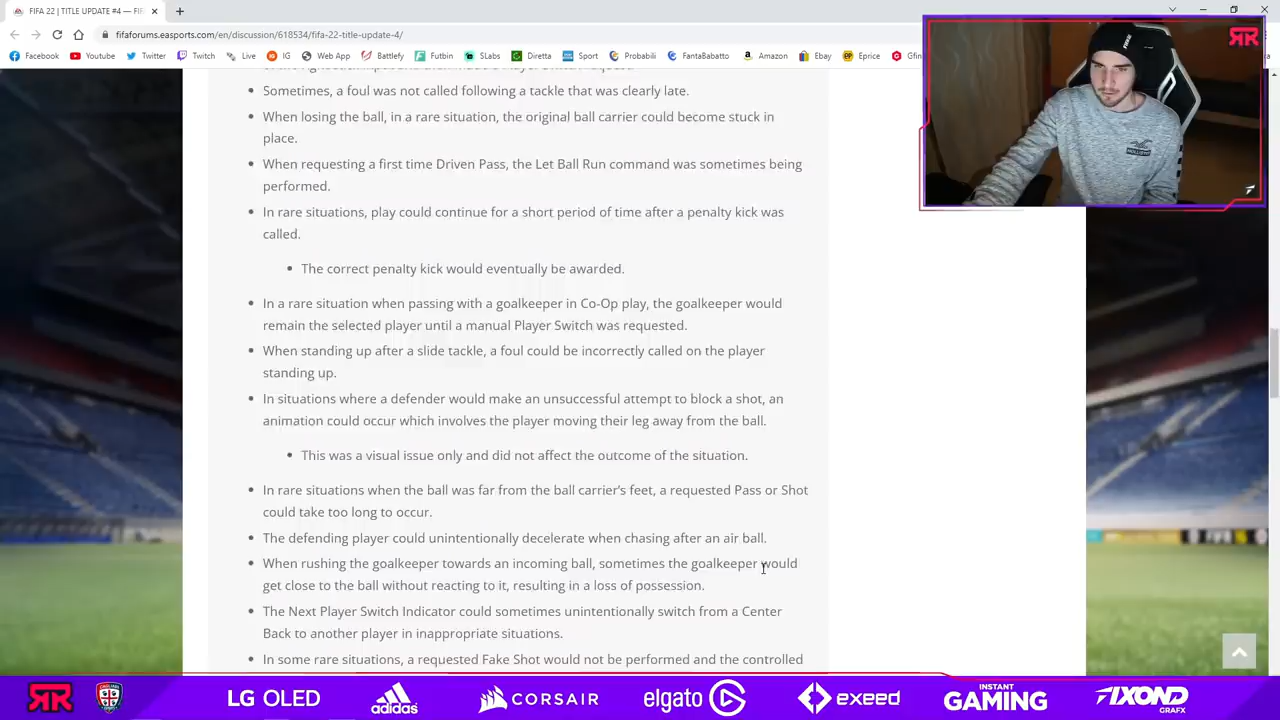 FIFA 22 | TITLE UPDATE #4 — FIF
fifaforums.easports.com/en/discussion/618534/fifa-22-title-update-4/
Facebook Youtube Twitter Twitch Live IG Web App Battlefy Futbin SLabs Diretta Sport Probabili FantaBabatto Amazon Ebay Eprice Gfin
Sometimes, a foul was not called following a tackle that was clearly late.
When losing the ball, in a rare situation, the original ball carrier could become stuck in
place.
When requesting a first time Driven Pass, the Let Ball Run command was sometimes being
performed.
In rare situations, play could continue for a short period of time after a penalty kick was
called.
The correct penalty kick would eventually be awarded.
In a rare situation when passing with a goalkeeper in Co-Op play, the goalkeeper would
remain the selected player until a manual Player Switch was requested.
When standing up after a slide tackle, a foul could be incorrectly called on the player
standing up.
In situations where a defender would make an unsuccessful attempt to block a shot, an
animation could occur which involves the player moving their leg away from the ball.
This was a visual issue only and did not affect the outcome of the situation.
In rare situations when the ball was far from the ball carrier's feet, a requested Pass or Shot
could take too long to occur.
The defending player could unintentionally decelerate when chasing after an air ball.
When rushing the goalkeeper towards an incoming ball, sometimes the goalkeeper would
get close to the ball without reacting to it, resulting in a loss of possession.
The Next Player Switch Indicator could sometimes unintentionally switch from a Center
Back to another player in inappropriate situations.
In some rare situations, a requested Fake Shot would not be performed and the controlled
RR
HOLLISTER
RR LG OLED adidas CORSAIR elgato exeed INSTANT GAMING FIXOND GRAFX